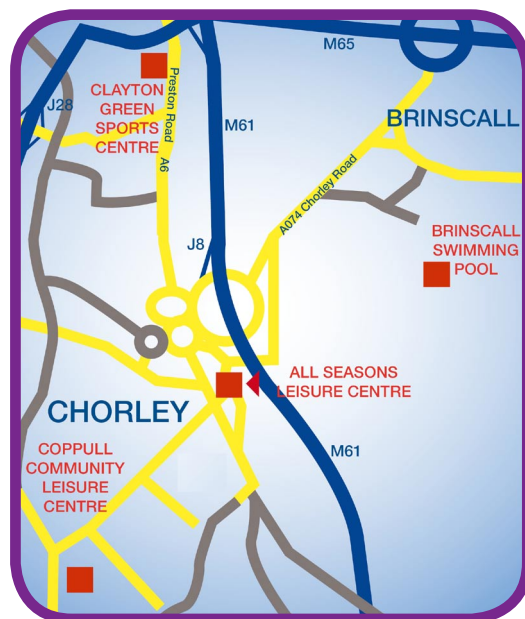 M65
CLAYTON
GREEN
SPORTS
CENTRE
J28
Preston Road
A6
M61
BRINSCALL
A074 Chorley Road
BRINSCALL
SWIMMING
POOL
J8
ALL SEASONS
LEISURE CENTRE
CHORLEY
COPPULL
COMMUNITY
LEISURE
CENTRE
M61